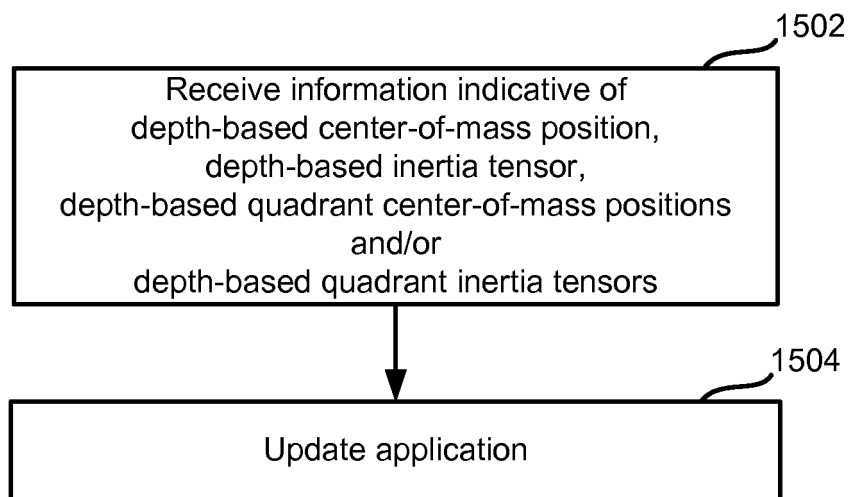 1502
Receive information indicative of
depth-based center-of-mass position,
depth-based inertia tensor,
depth-based quadrant center-of-mass positions
and/or
depth-based quadrant inertia tensors
1504
Update application